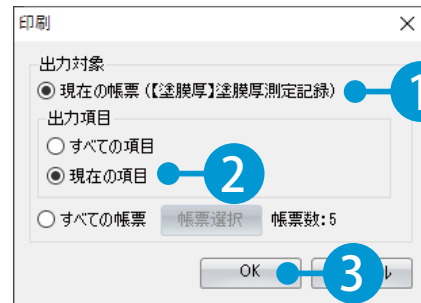 印刷
出力対象
現在の帳票(【塗膜厚】塗膜厚測定記録)
1
出力項目
すべての項目
現在の項目
2
すべての帳票 帳票選択 帳票数:5
OK
3
ル